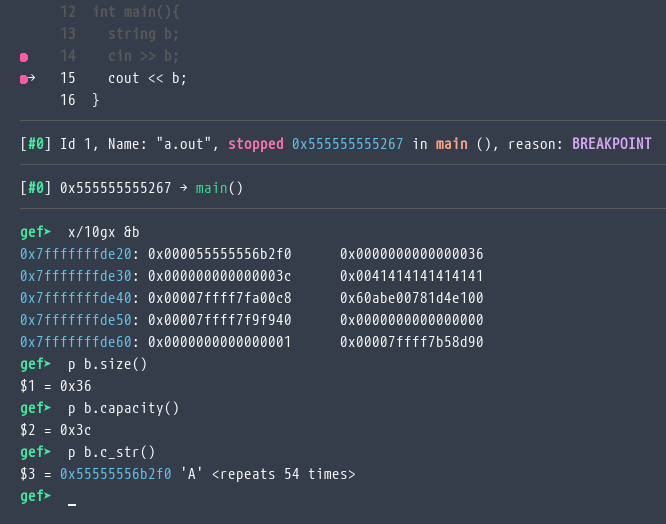 12 int main(){
13 string b;
14 cin >> b;
→ 15 cout << b;
16 }
[#0] Id 1, Name: "a.out", stopped 0x555555555267 in main (), reason: BREAKPOINT
[#0] 0x555555555267 → main()
gef➤ x/10gx &b
0x7fffffffde20: 0x000055555556b2f0 0x0000000000000036
0x7fffffffde30: 0x000000000000003c 0x0041414141414141
0x7fffffffde40: 0x00007ffff7fa00c8 0x60abe00781d4e100
0x7fffffffde50: 0x00007ffff7f9f940 0x0000000000000000
0x7fffffffde60: 0x0000000000000001 0x00007ffff7b58d90
gef➤ p b.size()
$1 = 0x36
gef➤ p b.capacity()
$2 = 0x3c
gef➤ p b.c_str()
$3 = 0x55555556b2f0 'A' <repeats 54 times>
gef➤ _